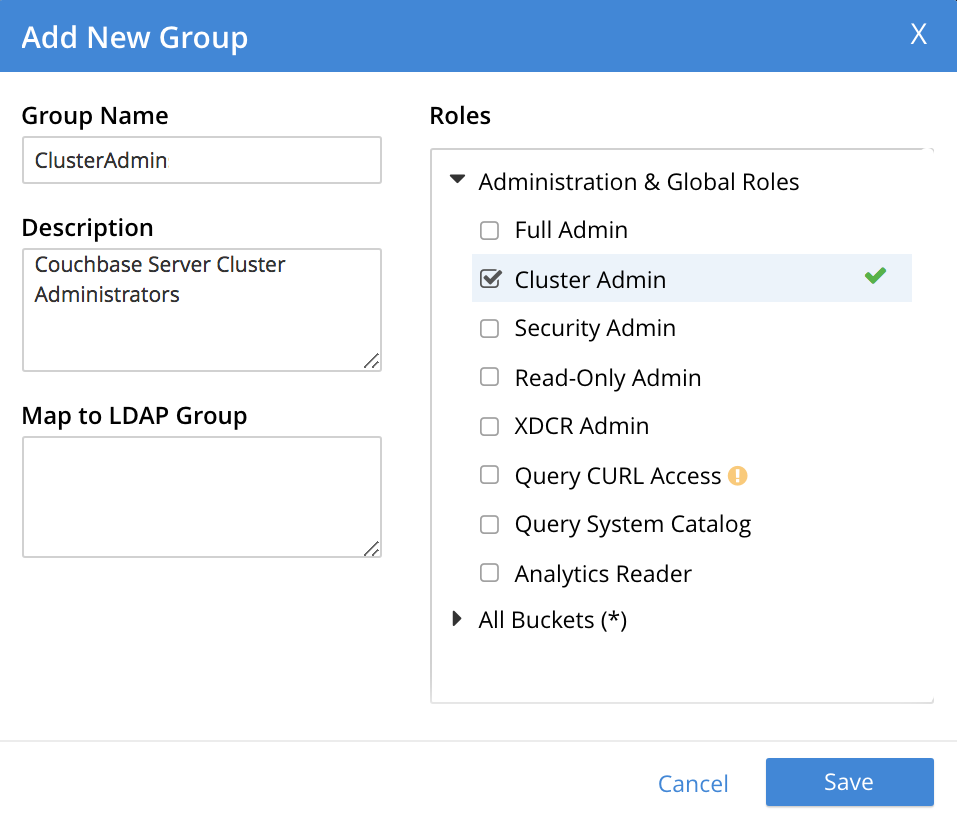 Add New Group
X
Group Name
ClusterAdmin
Description
Couchbase Server Cluster
Administrators
Map to LDAP Group
Roles
Administration & Global Roles
Full Admin
Cluster Admin
Security Admin
Read-Only Admin
XDCR Admin
Query CURL Access
Query System Catalog
Analytics Reader
All Buckets (*)
Cancel
Save